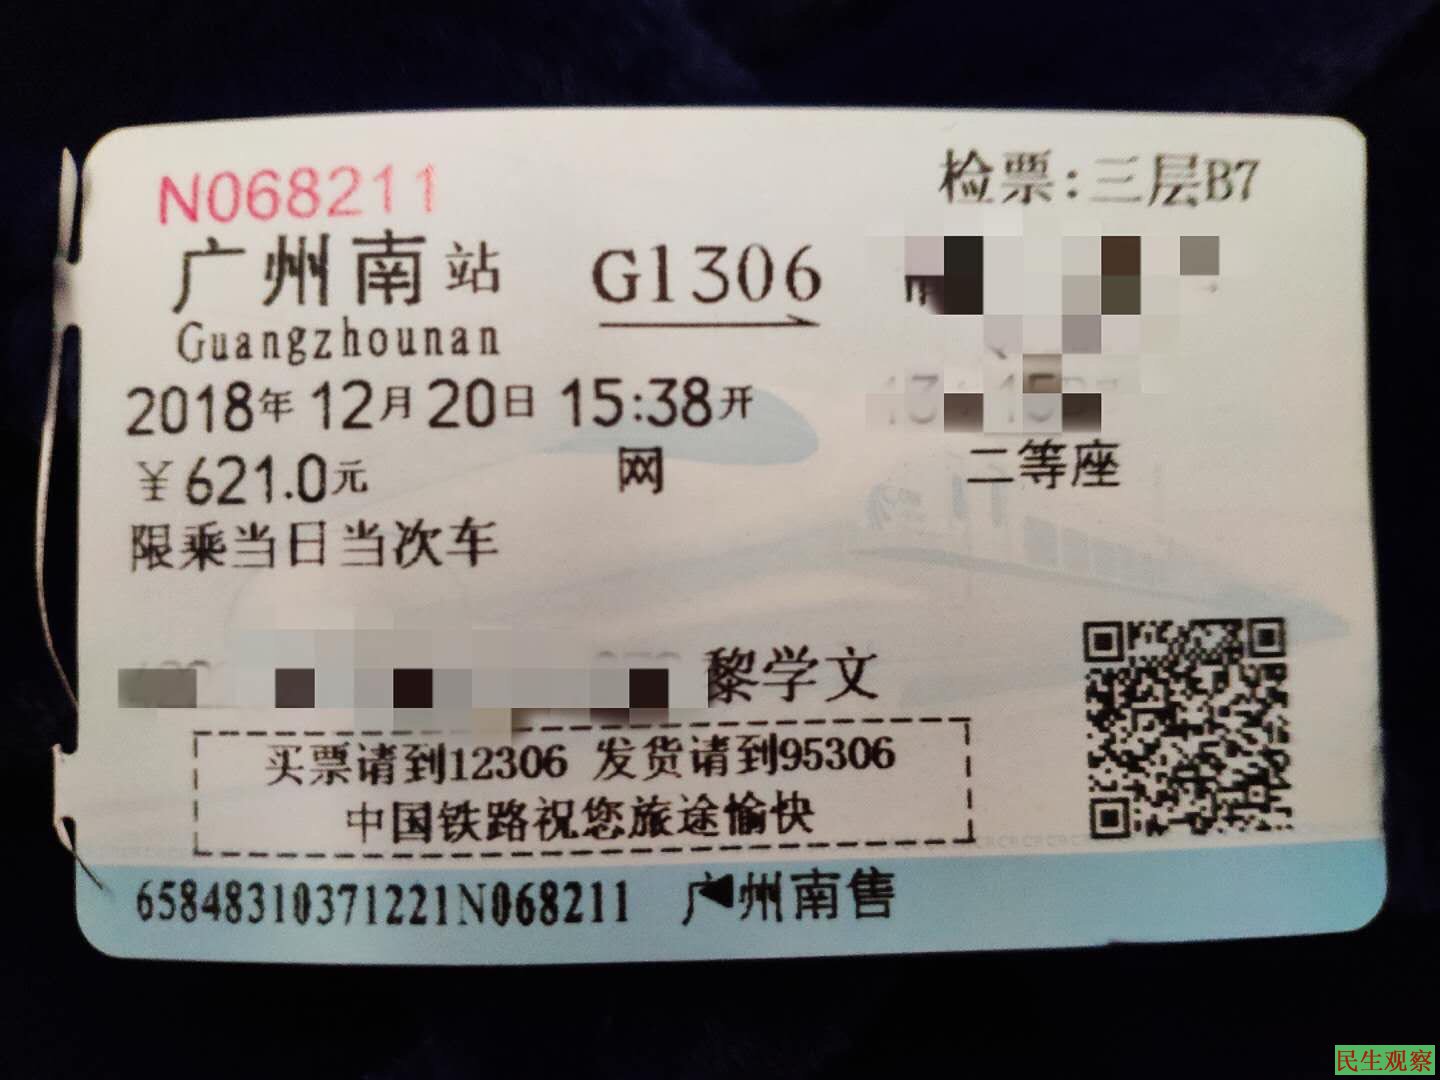 N068211
检票:三层B7
广州南站 G1306
Guangzhounan
2018年12月20日 15:38开
￥621.0元 网 二等座
限乘当日当次车
黎学文
买票请到12306 发货请到95306
中国铁路祝您旅途愉快
65848310371221N068211 广州南售
民生观察